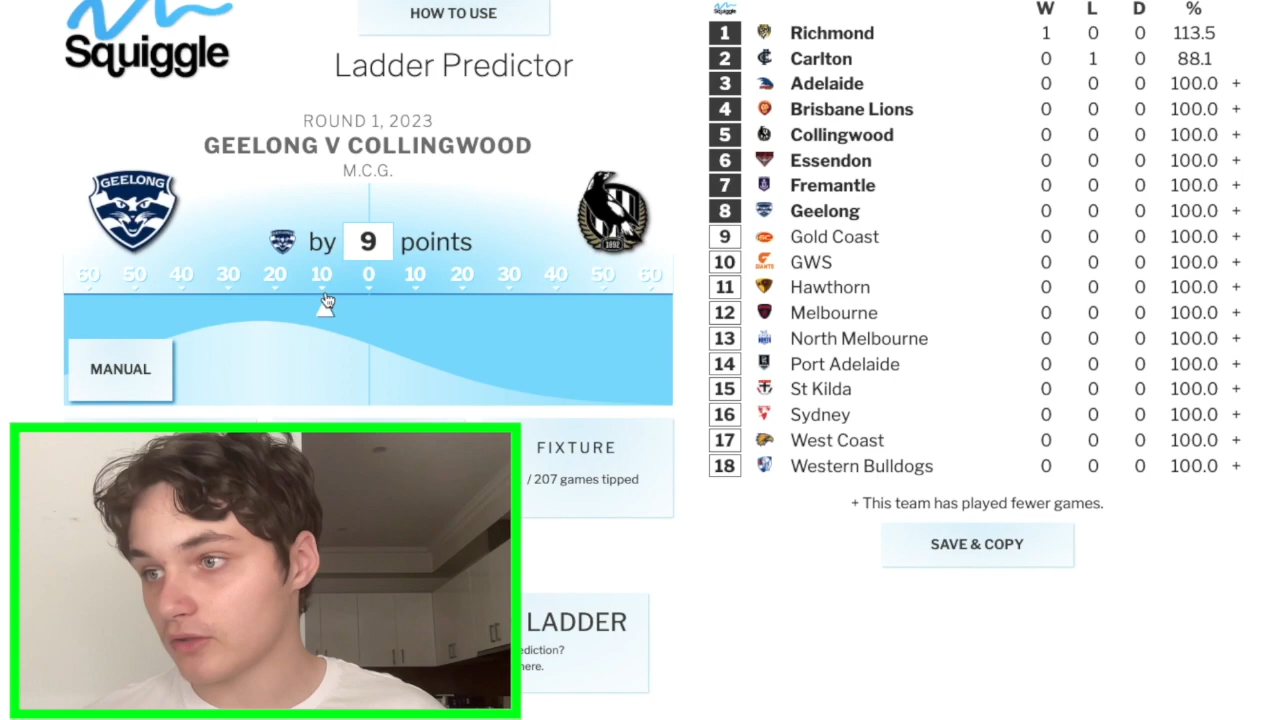 HOW TO USE
Squiggle
Ladder Predictor
ROUND 1, 2023
GEELONG V COLLINGWOOD
M.C.G.
GEELONG
1892
by 9 points
60 50 40 30 20 10 0 10 20 30 40 50 60
MANUAL
FIXTURE
/ 207 games tipped
LADDER
ediction?
here.
W L D %
1 Richmond 1 0 0 113.5
2 Carlton 0 1 0 88.1
3 Adelaide 0 0 0 100.0 +
4 Brisbane Lions 0 0 0 100.0 +
5 Collingwood 0 0 0 100.0 +
6 Essendon 0 0 0 100.0 +
7 Fremantle 0 0 0 100.0 +
8 Geelong 0 0 0 100.0 +
9 Gold Coast 0 0 0 100.0 +
10 GWS 0 0 0 100.0 +
11 Hawthorn 0 0 0 100.0 +
12 Melbourne 0 0 0 100.0 +
13 North Melbourne 0 0 0 100.0 +
14 Port Adelaide 0 0 0 100.0 +
15 St Kilda 0 0 0 100.0 +
16 Sydney 0 0 0 100.0 +
17 West Coast 0 0 0 100.0 +
18 Western Bulldogs 0 0 0 100.0 +
+ This team has played fewer games.
SAVE & COPY